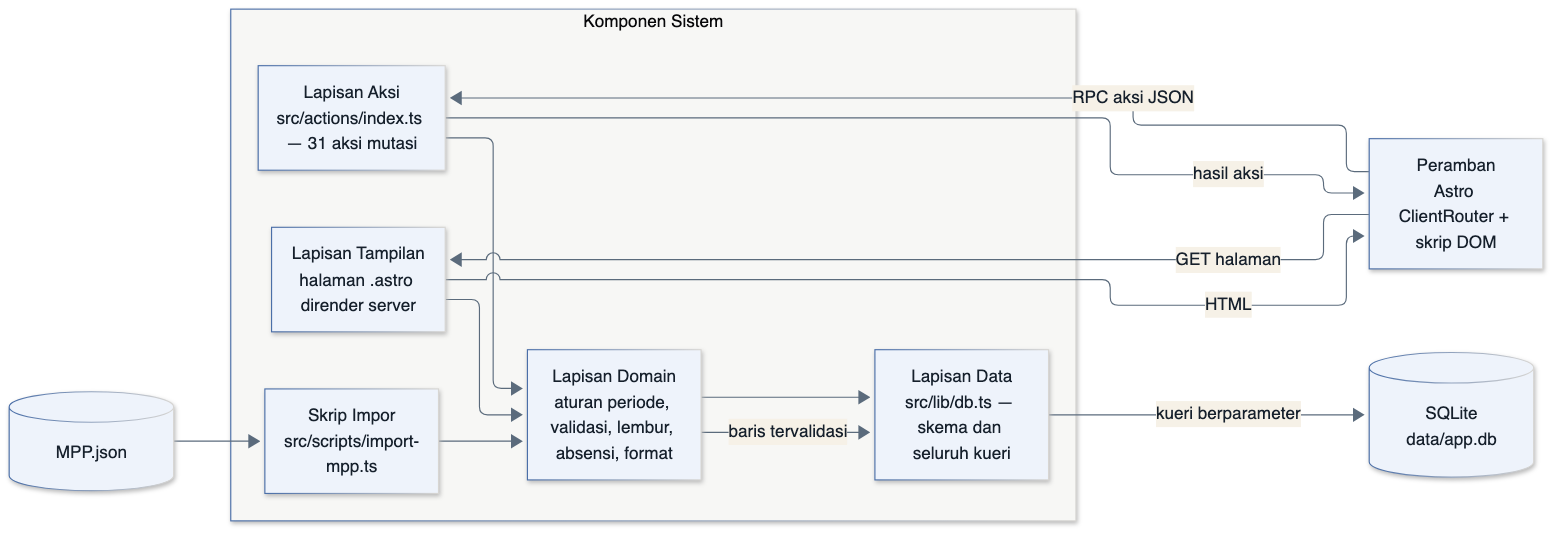 Komponen Sistem
Lapisan Aksi
src/actions/index.ts
— 31 aksi mutasi
RPC aksi JSON
hasil aksi
Peramban
Astro
ClientRouter +
skrip DOM
Lapisan Tampilan
halaman .astro
dirender server
GET halaman
HTML
MPP.json
Skrip Impor
src/scripts/import-
mpp.ts
Lapisan Domain
aturan periode,
validasi, lembur,
absensi, format
baris tervalidasi
Lapisan Data
src/lib/db.ts —
skema dan
seluruh kueri
kueri berparameter
SQLite
data/app.db